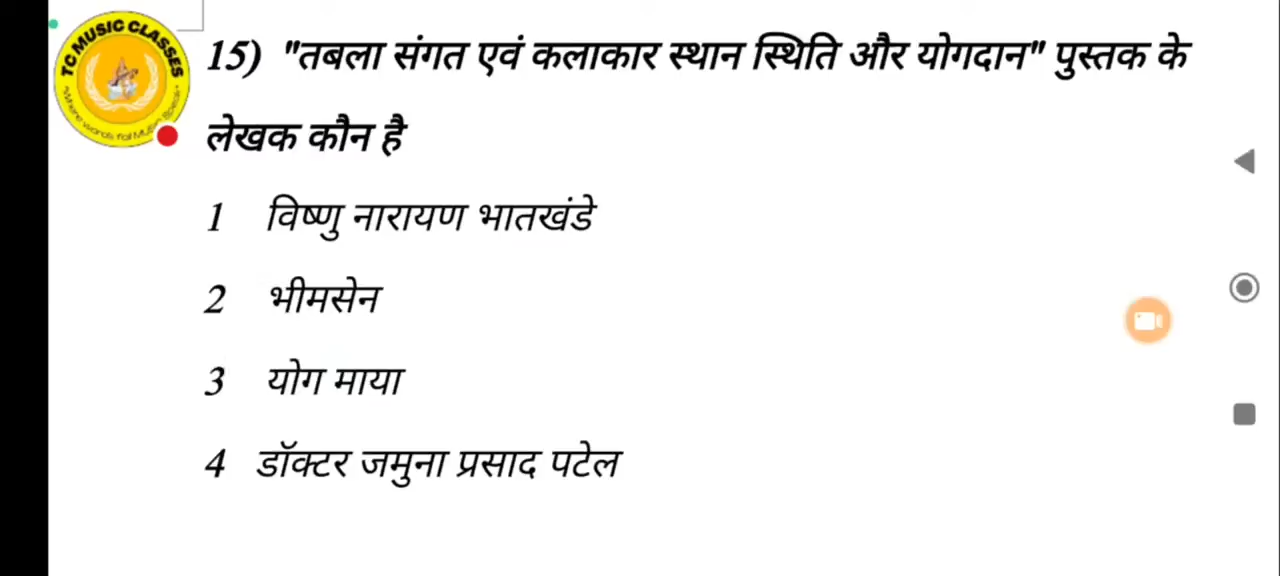 TC MUSIC CLASSES
15) "तबला संगत एवं कलाकार स्थान स्थिति और योगदान" पुस्तक के
लेखक कौन है
1 विष्णु नारायण भातखंडे
2 भीमसेन
3 योग माया
4 डॉक्टर जमुना प्रसाद पटेल